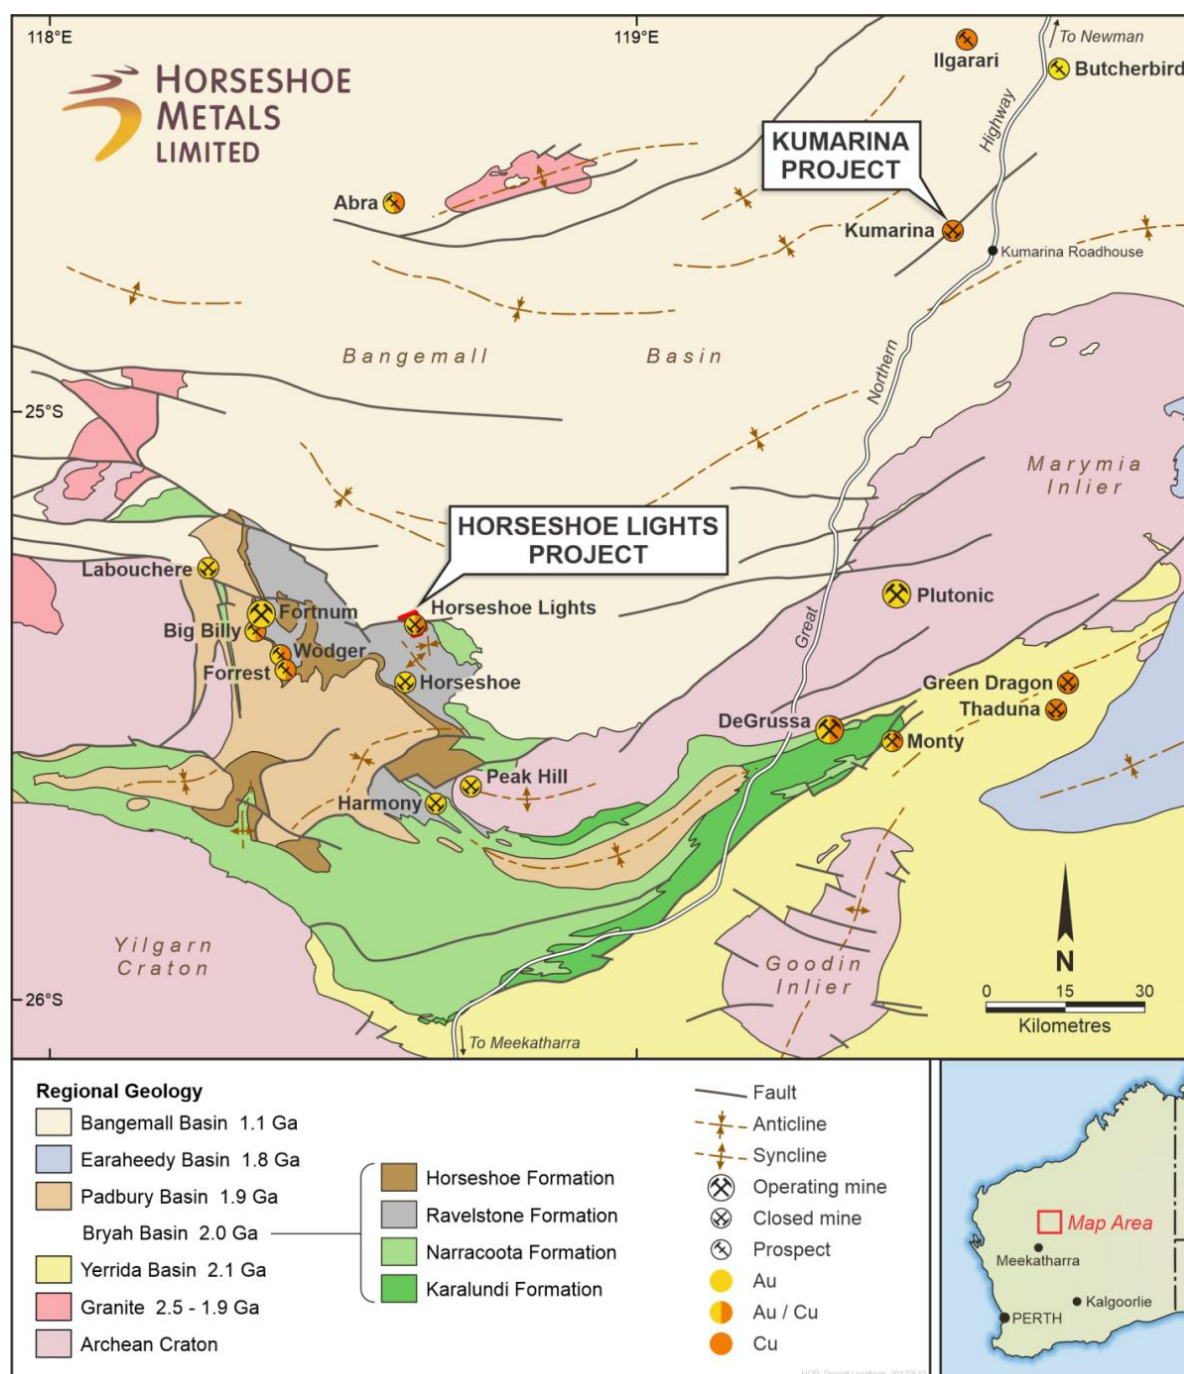 118°E
119°E
To Newman
HORSESHOE
METALS
LIMITED
Ilgarari
Butcherbird
Highway
KUMARINA
PROJECT
Abra
Kumarina
Kumarina Roadhouse
Bangemall Basin
Northern
25°S
Marymia
Inlier
HORSESHOE LIGHTS
PROJECT
Labouchere
Fortnum
Horseshoe Lights
Plutonic
Big Billy
Wodger
Forrest
Horseshoe
Great
Green Dragon
Thaduna
DeGrussa
Monty
Peak Hill
Harmony
Yilgarn
Craton
Goodin
Inlier
N
26°S
0 15 30
Kilometres
To Meekatharra
Regional Geology
Bangemall Basin 1.1 Ga
Earaheedy Basin 1.8 Ga
Padbury Basin 1.9 Ga
Bryah Basin 2.0 Ga
Yerrida Basin 2.1 Ga
Granite 2.5 - 1.9 Ga
Archean Craton
Horseshoe Formation
Ravelstone Formation
Narracoota Formation
Karalundi Formation
Fault
Anticline
Syncline
Operating mine
Closed mine
Prospect
Au
Au / Cu
Cu
Map Area
Meekatharra
Kalgoorlie
PERTH